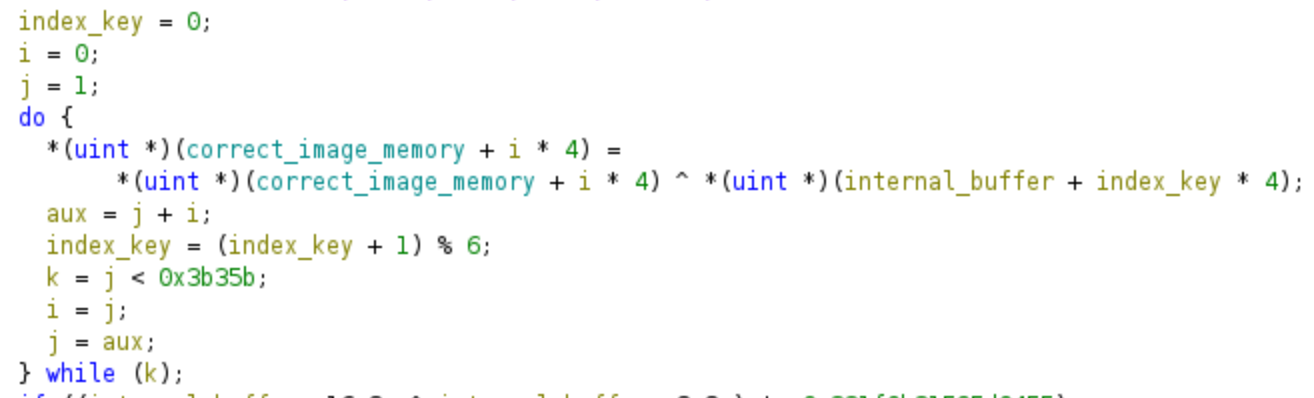 index_key = 0;
i = 0;
j = 1;
do {
*(uint *)(correct_image_memory + i * 4) =
*(uint *)(correct_image_memory + i * 4) ^ *(uint *)(internal_buffer + index_key * 4);
aux = j + i;
index_key = (index_key + 1) % 6;
k = j < 0x3b35b;
i = j;
j = aux;
} while (k);